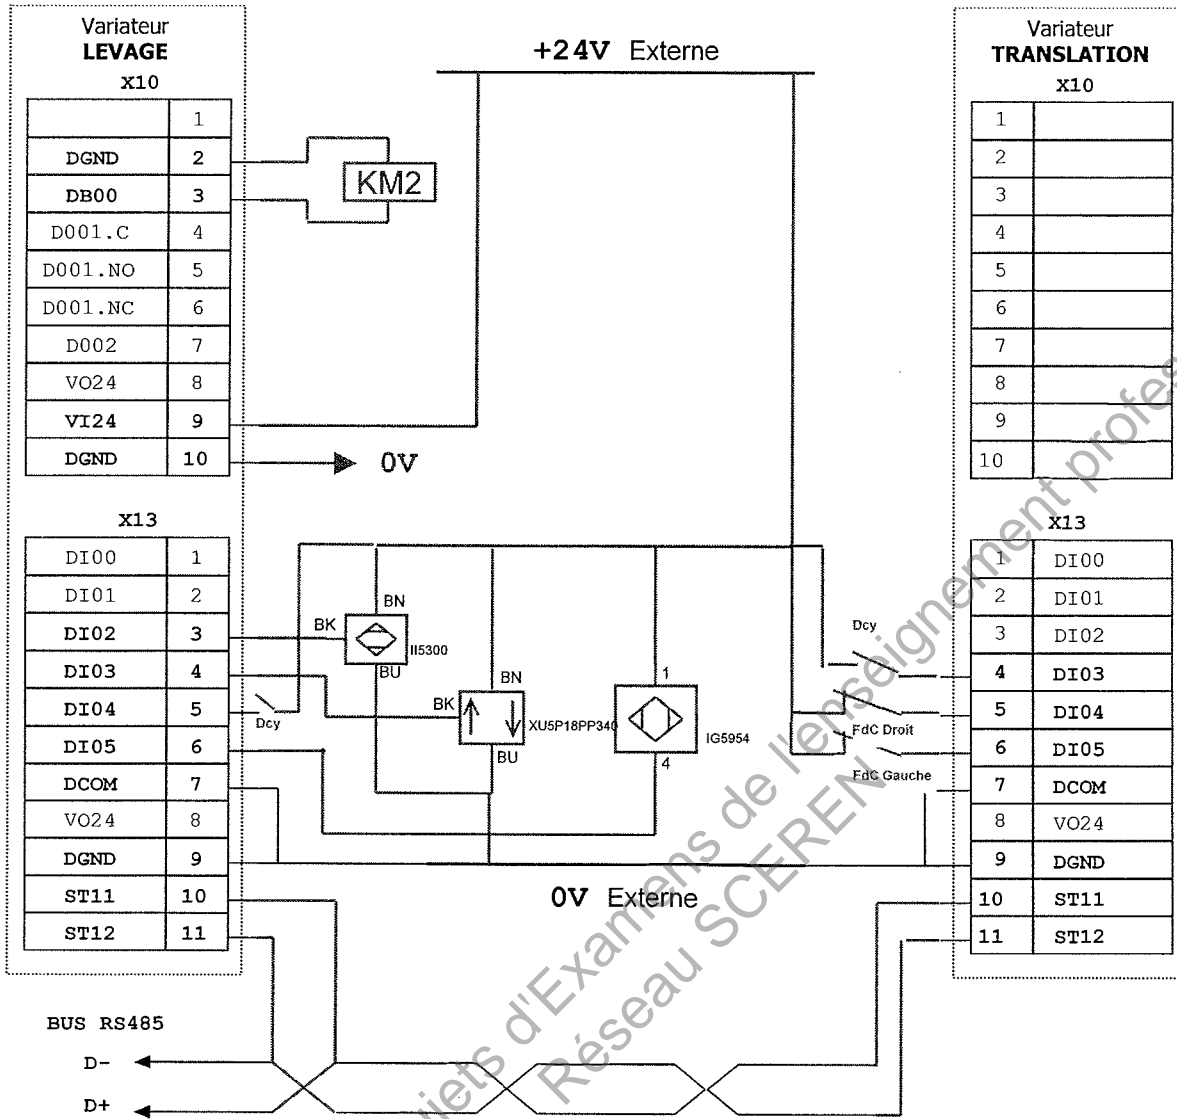 Variateur
LEVAGE
X10
1
DGND 2
DB00 3
D001.C 4
D001.NO 5
D001.NC 6
D002 7
VO24 8
VI24 9
DGND 10
X13
DI00 1
DI01 2
DI02 3
DI03 4
DI04 5
DI05 6
DCOM 7
VO24 8
DGND 9
ST11 10
ST12 11
+24V Externe
KM2
0V
BN
BK
II5300
BU
Dcy
BN
BK
XU5P18PP340
BU
1
IG5954
4
Dcy
FdC Droit
FdC Gauche
0V Externe
Variateur
TRANSLATION
X10
1
2
3
4
5
6
7
8
9
10
X13
1 DI00
2 DI01
3 DI02
4 DI03
5 DI04
6 DI05
7 DCOM
8 VO24
9 DGND
10 ST11
11 ST12
BUS RS485
D-
D+
jets d'Examens de l'enseignement profes
Réseau SCEREN